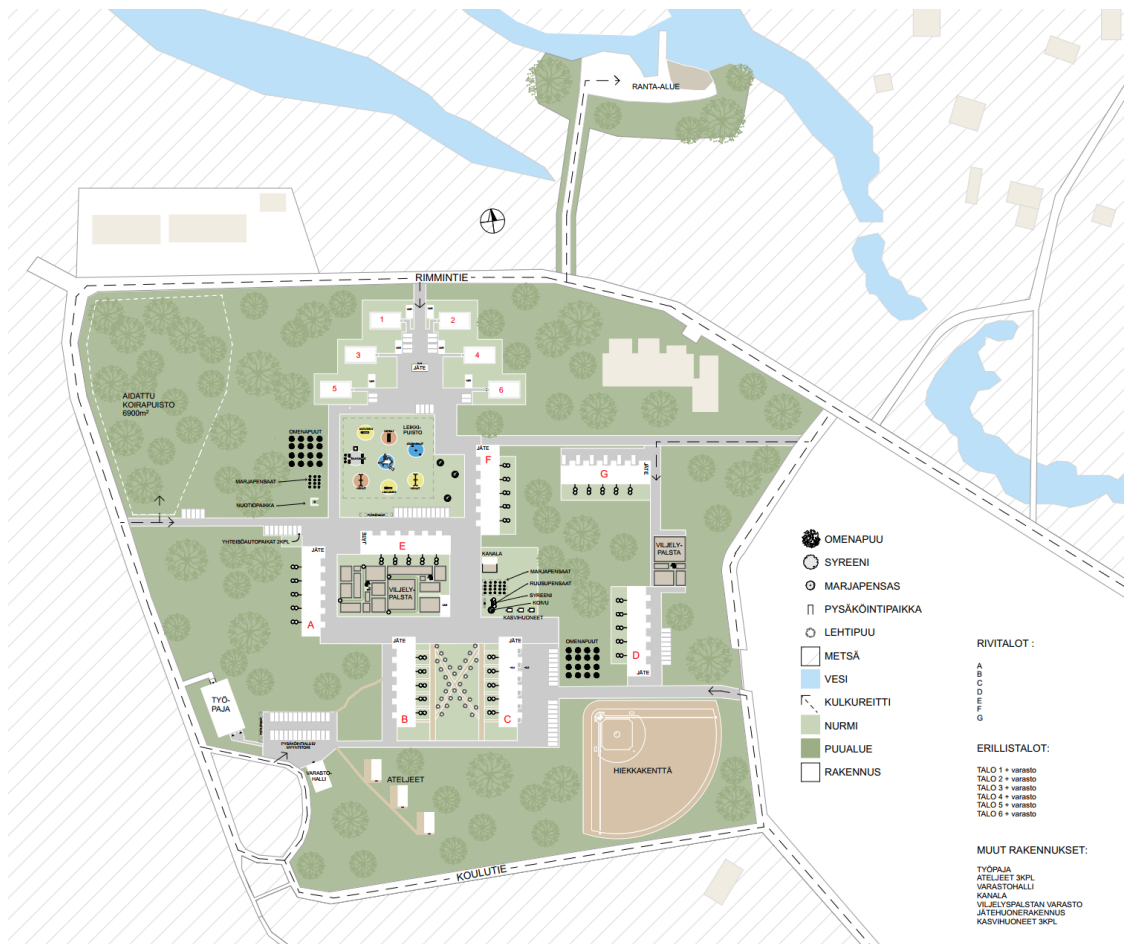 RANTA-ALUE
RIMMINTIE
1
2
3
4
5
6
JÄTE
AIDATTU
KOIRAPUISTO
6900m²
OMENAPUUT
LEIKKI-
PUISTO
MARJAPENSAAT
NUOTIOPAIKKA
YHTEISÖAUTOPAIKAT 2KPL
JÄTE
F
JÄTE
G
JÄTE
E
JÄTE
A
VILJELY-
PALSTA
KANALA
MARJAPENSAAT
RUUSUPENSAAT
SYREENI
KOIVU
KASVIHUONEET
VILJELY-
PALSTA
OMENAPUUT
D
JÄTE
JÄTE
B
JÄTE
C
TYÖ-
PAJA
VARASTO-
HALLI
ATELJEET
HIEKKAKENTTÄ
KOULUTIE
OMENAPUU
SYREENI
MARJAPENSAS
PYSÄKÖINTIPAIKKA
LEHTIPUU
METSÄ
VESI
KULKUREITTI
NURMI
PUUALUE
RAKENNUS
RIVITALOT :
A
B
C
D
E
F
G
ERILLISTALOT:
TALO 1 + varasto
TALO 2 + varasto
TALO 3 + varasto
TALO 4 + varasto
TALO 5 + varasto
TALO 6 + varasto
MUUT RAKENNUKSET:
TYÖPAJA
ATELJEET 3KPL
VARASTOHALLI
KANALA
VILJELYSPALSTAN VARASTO
JÄTEHUONERAKENNUS
KASVIHUONEET 3KPL